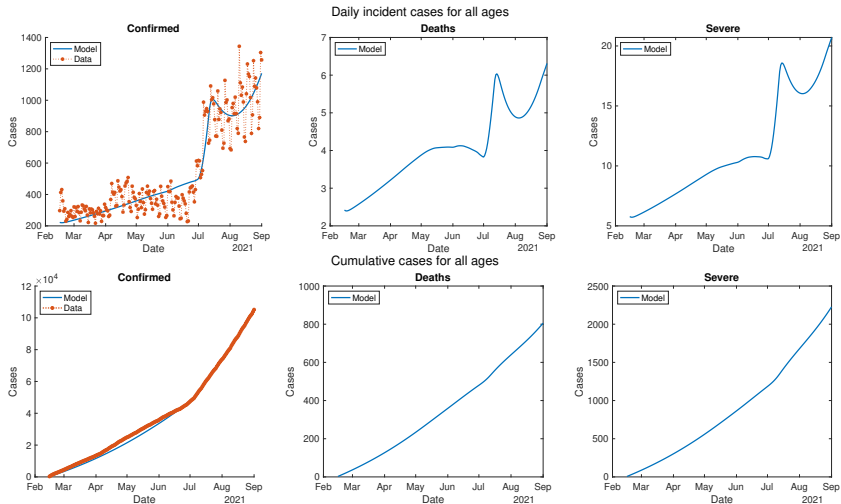 Daily incident cases for all ages
Confirmed
1400
1200
1000
800
600
400
200
Cases
Model
Data
Feb Mar Apr May Jun Jul Aug Sep
Date
2021
Deaths
7
6
5
4
3
2
Cases
Model
Feb Mar Apr May Jun Jul Aug Sep
Date
2021
Severe
20
15
10
5
Cases
Model
Feb Mar Apr May Jun Jul Aug Sep
Date
2021
Cumulative cases for all ages
Confirmed
×10⁴
12
10
8
6
4
2
0
Cases
Model
Data
Feb Mar Apr May Jun Jul Aug Sep
Date
2021
Deaths
1000
800
600
400
200
0
Cases
Model
Feb Mar Apr May Jun Jul Aug Sep
Date
2021
Severe
2500
2000
1500
1000
500
0
Cases
Model
Feb Mar Apr May Jun Jul Aug Sep
Date
2021